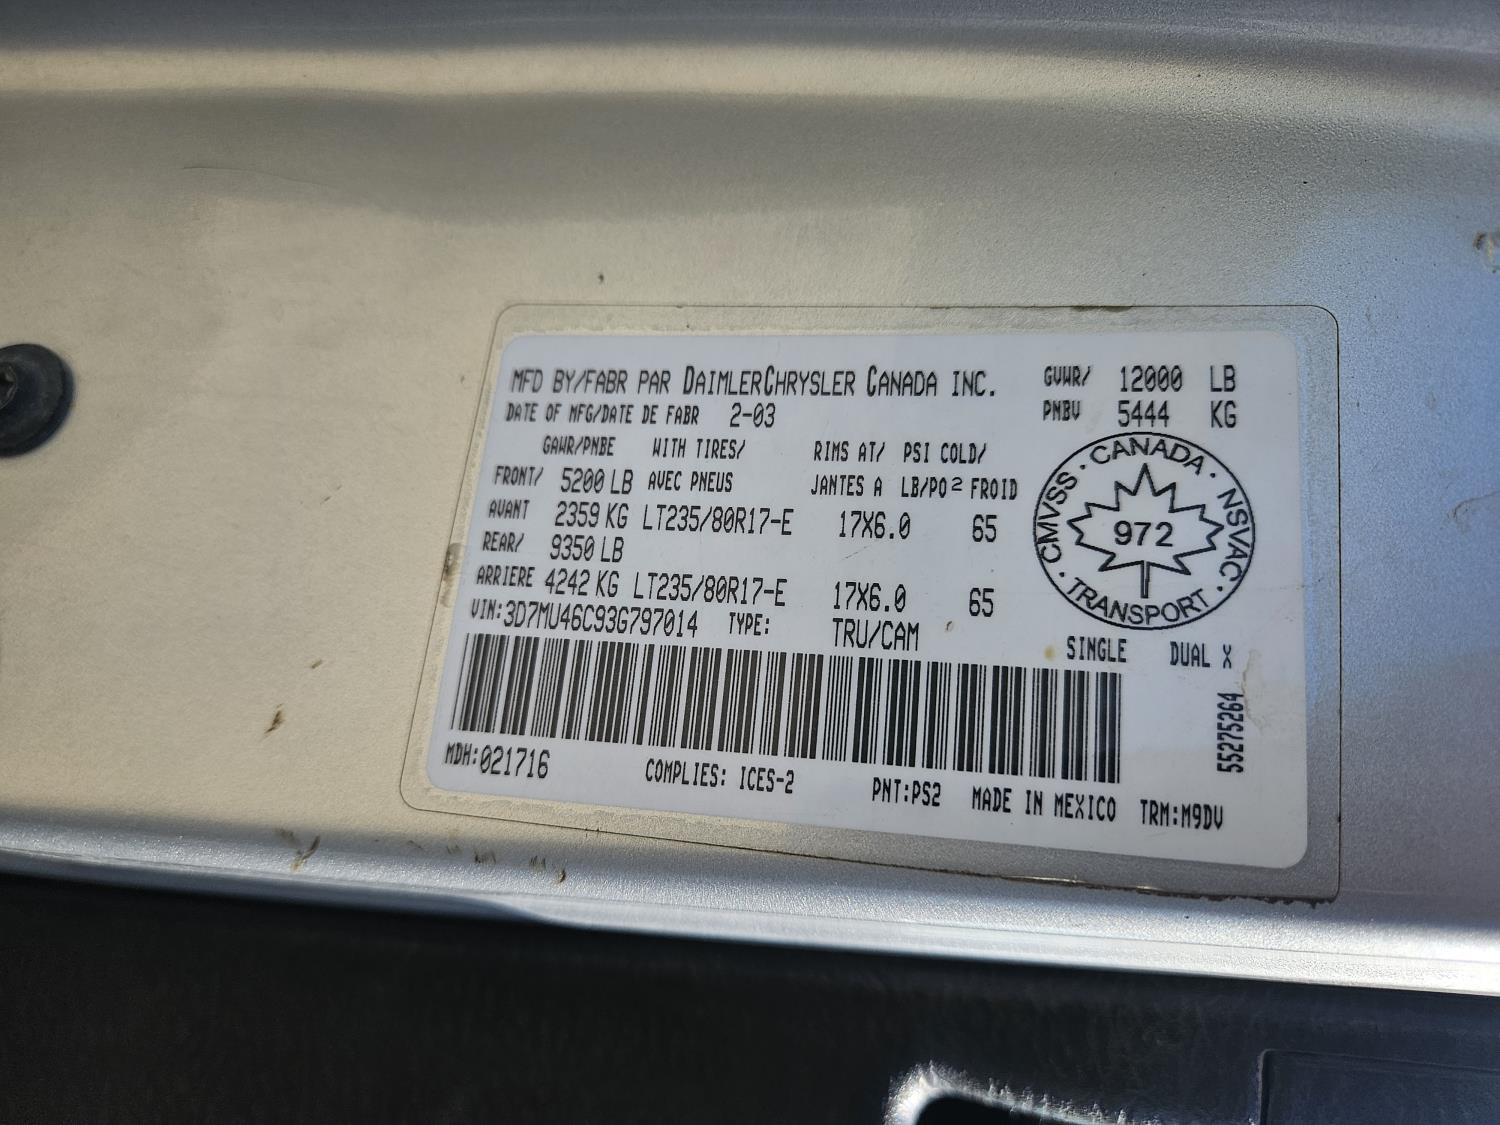 MFD BY/FABR PAR DAIMLERCHRYSLER CANADA INC. GVWR/ 12000 LB
DATE OF MFG/DATE DE FABR 2-03 PNBV 5444 KG
GAWR/PNBE WITH TIRES/ RIMS AT/ PSI COLD/
FRONT/ 5200 LB AVEC PNEUS JANTES A LB/PO² FROID
AVANT 2359 KG LT235/80R17-E 17X6.0 65
REAR/ 9350 LB
ARRIERE 4242 KG LT235/80R17-E 17X6.0 65
VIN:3D7MU46C93G797014 TYPE: TRU/CAM
CANADA · NSVAC · TRANSPORT · CMVSS ·
972
SINGLE DUAL X
55275264
MDH:021716 COMPLIES: ICES-2 PNT:PS2 MADE IN MEXICO TRM:M9DV